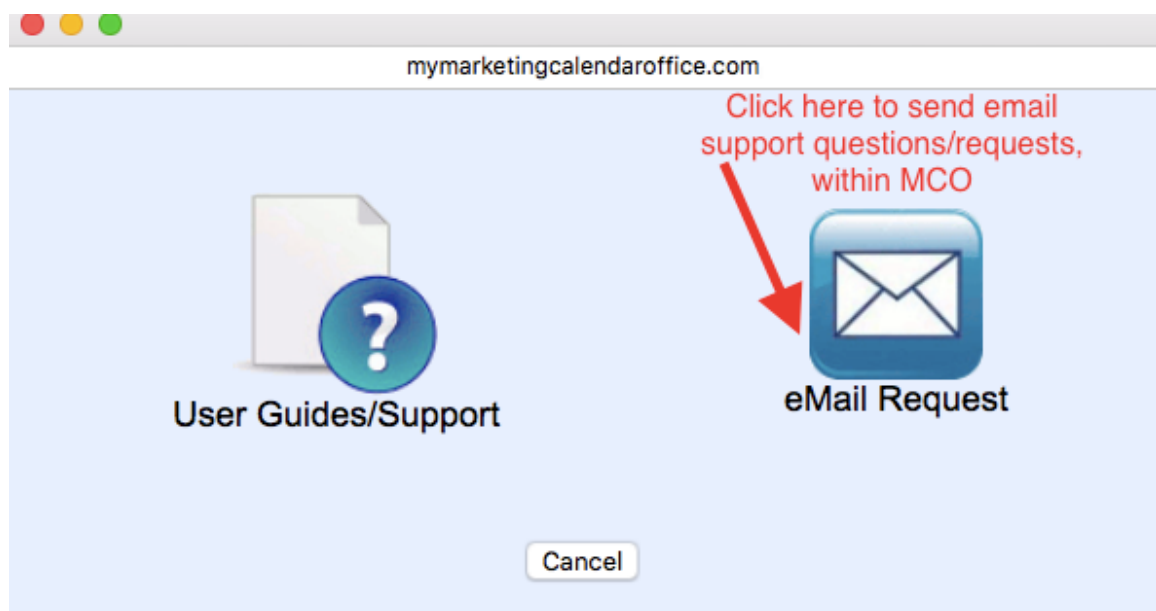 mymarketingcalendaroffice.com
Click here to send email
support questions/requests,
within MCO
?
User Guides/Support
eMail Request
Cancel